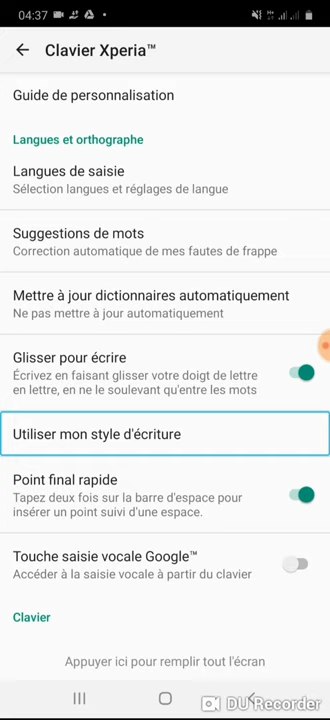 04:37
Clavier Xperia™
Guide de personnalisation
Langues et orthographe
Langues de saisie
Sélection langues et réglages de langue
Suggestions de mots
Correction automatique de mes fautes de frappe
Mettre à jour dictionnaires automatiquement
Ne pas mettre à jour automatiquement
Glisser pour écrire
Écrivez en faisant glisser votre doigt de lettre
en lettre, en ne le soulevant qu'entre les mots
Utiliser mon style d'écriture
Point final rapide
Tapez deux fois sur la barre d'espace pour
insérer un point suivi d'une espace.
Touche saisie vocale Google™
Accéder à la saisie vocale à partir du clavier
Clavier
Appuyer ici pour remplir tout l'écran
DU Recorder